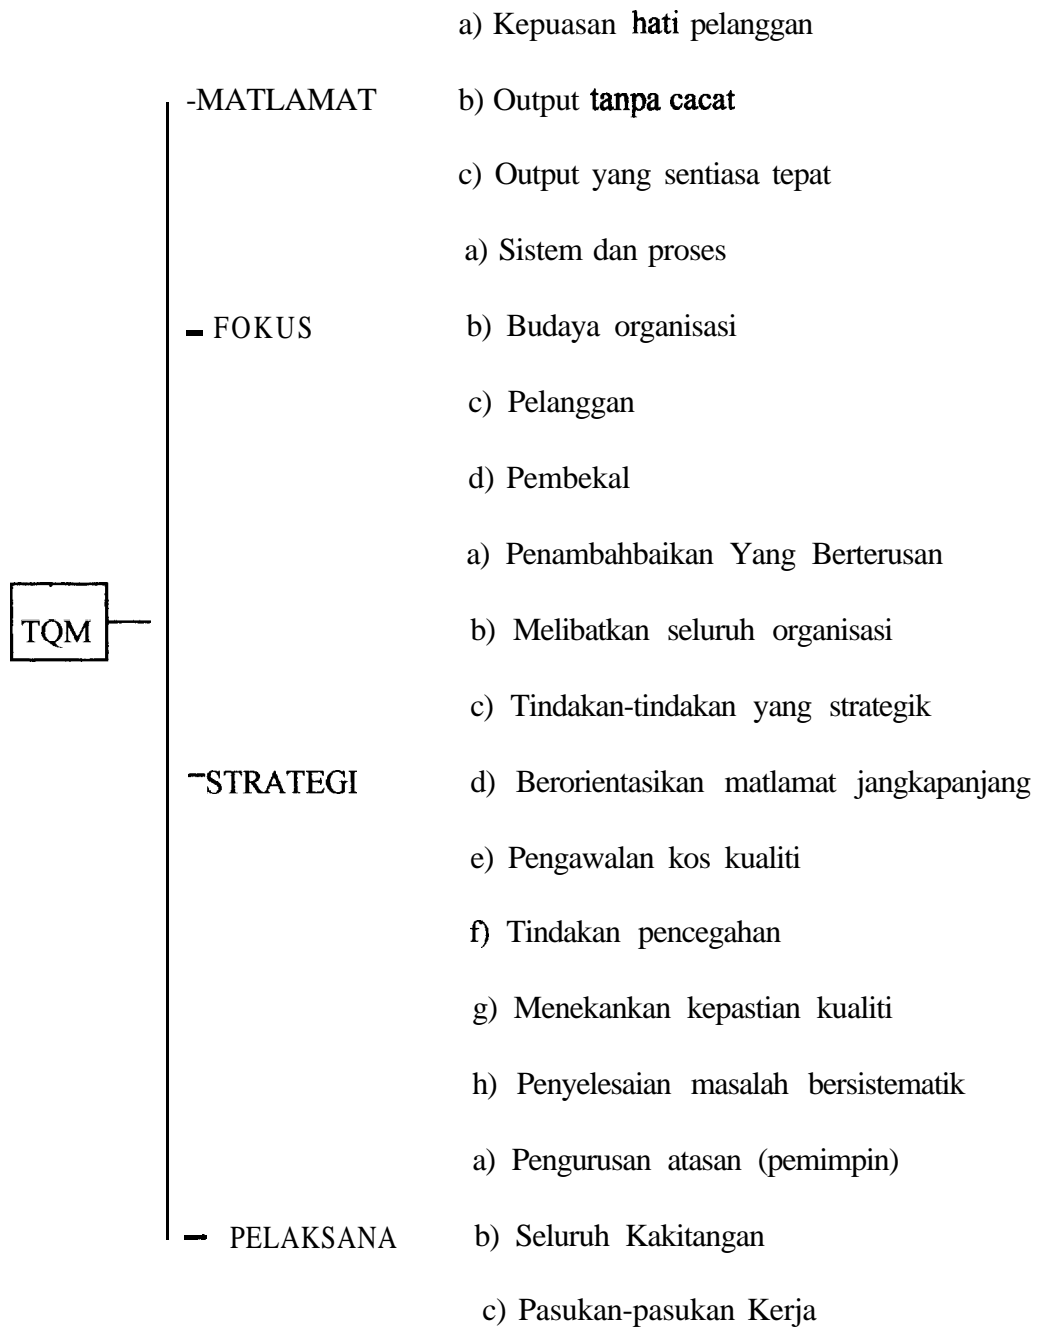 a) Kepuasan hati pelanggan
-MATLAMAT b) Output tanpa cacat
c) Output yang sentiasa tepat
a) Sistem dan proses
- FOKUS b) Budaya organisasi
c) Pelanggan
d) Pembekal
a) Penambahbaikan Yang Berterusan
TQM b) Melibatkan seluruh organisasi
c) Tindakan-tindakan yang strategik
-STRATEGI d) Berorientasikan matlamat jangkapanjang
e) Pengawalan kos kualiti
f) Tindakan pencegahan
g) Menekankan kepastian kualiti
h) Penyelesaian masalah bersistematik
a) Pengurusan atasan (pemimpin)
- PELAKSANA b) Seluruh Kakitangan
c) Pasukan-pasukan Kerja